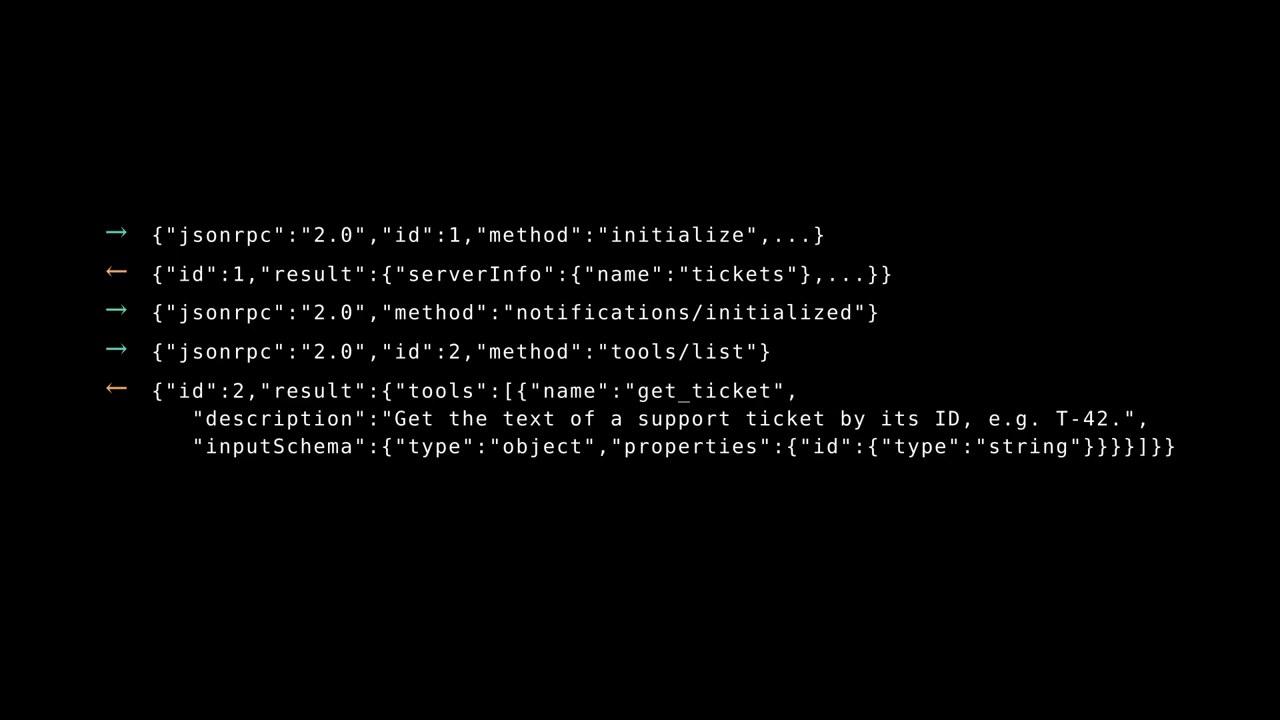 → {"jsonrpc":"2.0","id":1,"method":"initialize",...}
← {"id":1,"result":{"serverInfo":{"name":"tickets"},...}}
→ {"jsonrpc":"2.0","method":"notifications/initialized"}
→ {"jsonrpc":"2.0","id":2,"method":"tools/list"}
← {"id":2,"result":{"tools":[{"name":"get_ticket",
"description":"Get the text of a support ticket by its ID, e.g. T-42.",
"inputSchema":{"type":"object","properties":{"id":{"type":"string"}}}}]}}